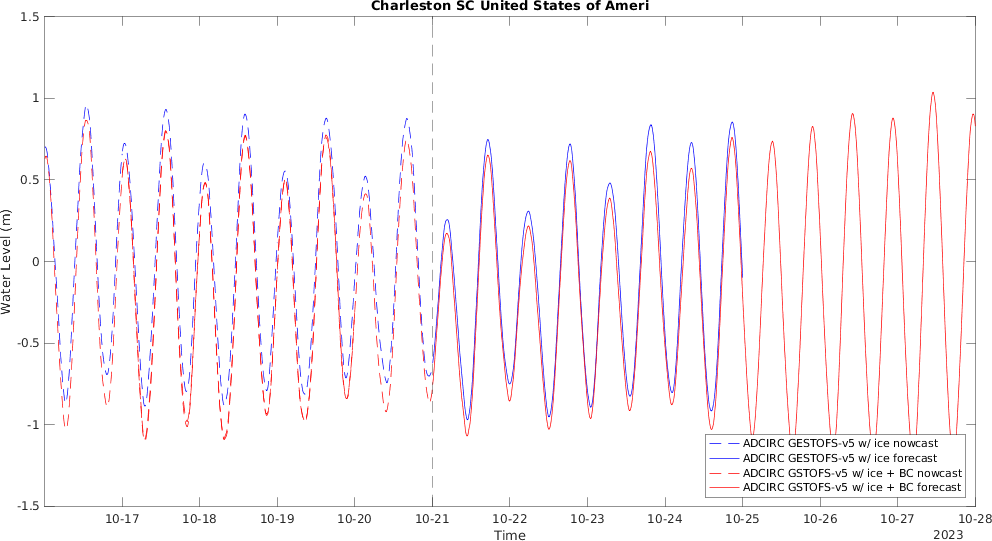 Charleston SC United States of Ameri
Water Level (m)
1.5
1
0.5
0
-0.5
-1
-1.5
10-17 10-18 10-19 10-20 10-21 10-22 10-23 10-24 10-25 10-26 10-27 10-28
Time
2023
ADCIRC GESTOFS-v5 w/ ice nowcast
ADCIRC GESTOFS-v5 w/ ice forecast
ADCIRC GSTOFS-v5 w/ ice + BC nowcast
ADCIRC GSTOFS-v5 w/ ice + BC forecast